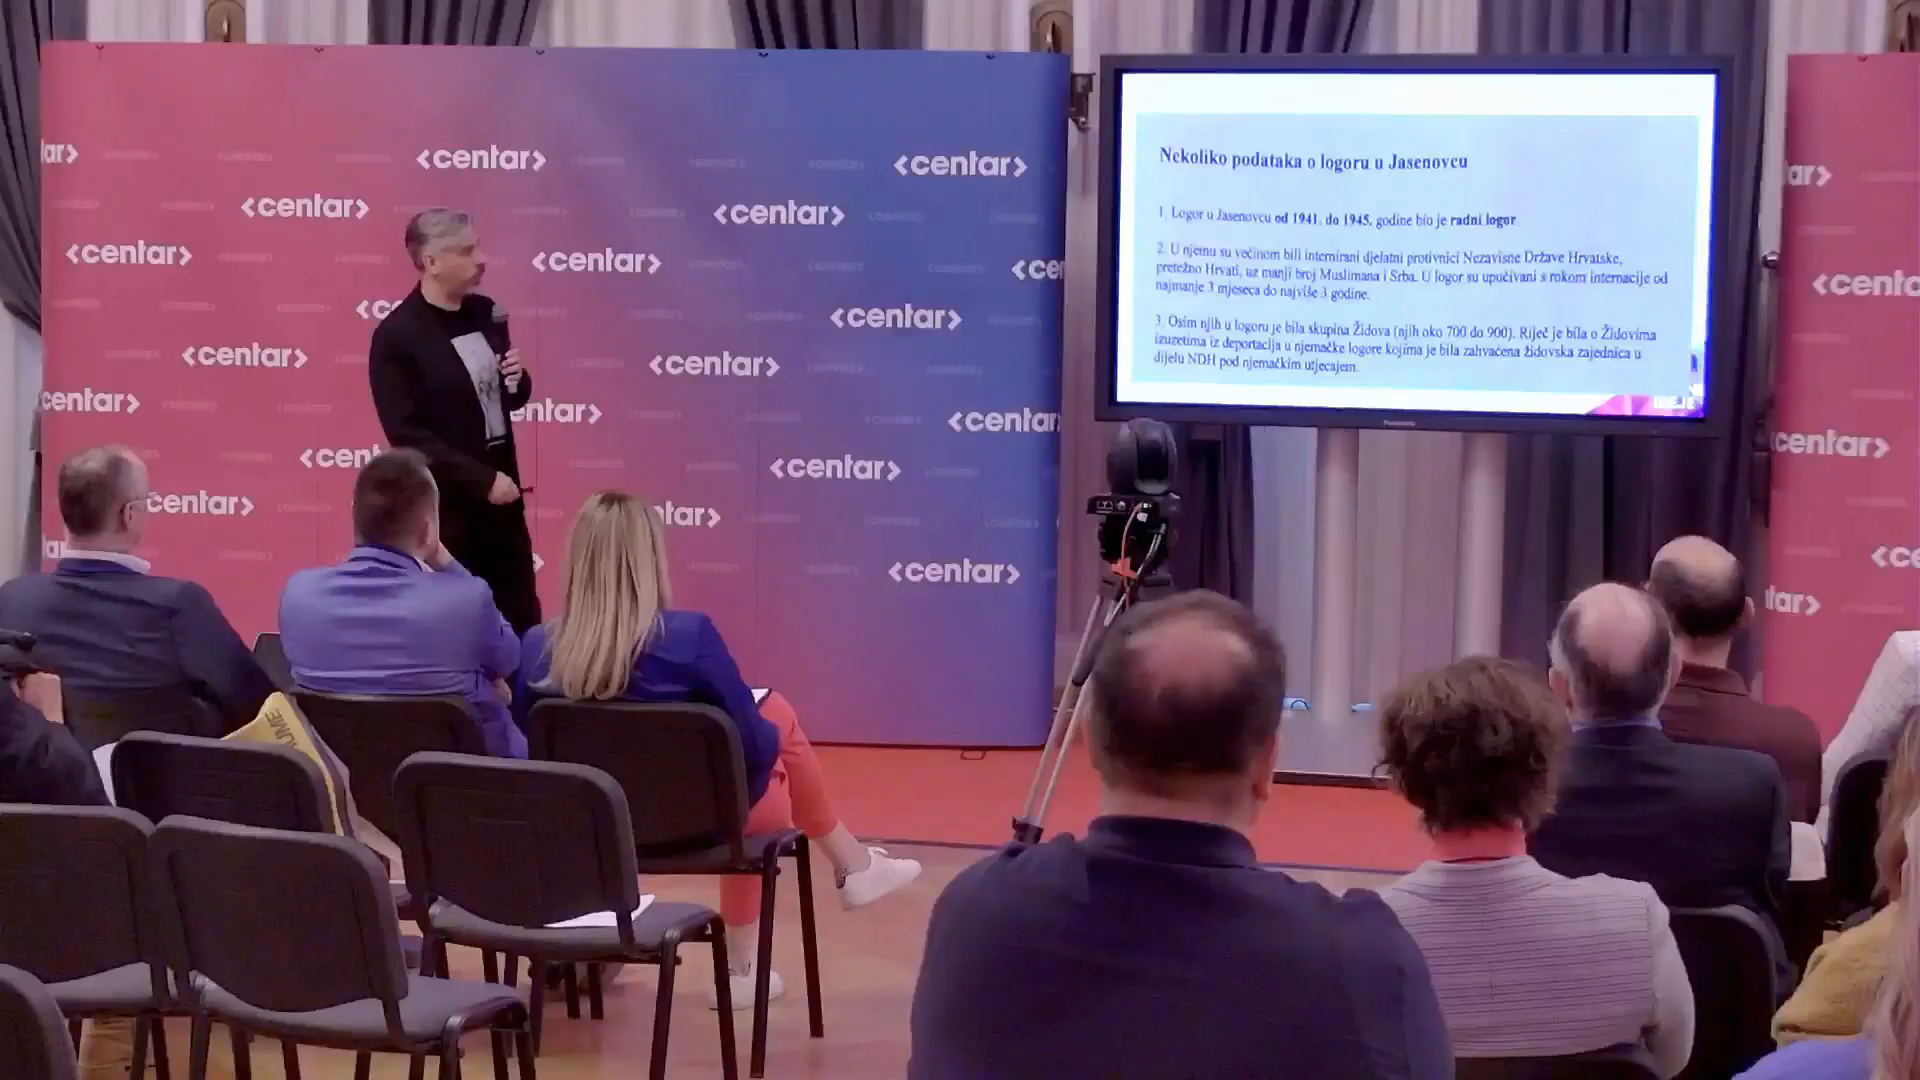 <centar>
<centar>
<centar>
<centar>
<centar>
<centar>
<centar>
<centar>
<centar>
<centar>
<centar>
Nekoliko podataka o logoru u Jasenovcu
1. Logor u Jasenovcu od 1941. do 1945. godine bio je radni logor
2. U njemu su većinom bili internirani djelatni protivnici Nezavisne Države Hrvatske,
pretežno Hrvati, uz manji broj Muslimana i Srba. U logor su upućivani s rokom internacije od
najmanje 3 mjeseca do najviše 3 godine.
3. Osim njih u logoru je bila skupina Židova (njih oko 700 do 900). Riječ je bila o Židovima
izuzetima iz deportacija u njemačke logore kojima je bila zahvaćena židovska zajednica u
dijelu NDH pod njemačkim utjecajem.
Panasonic